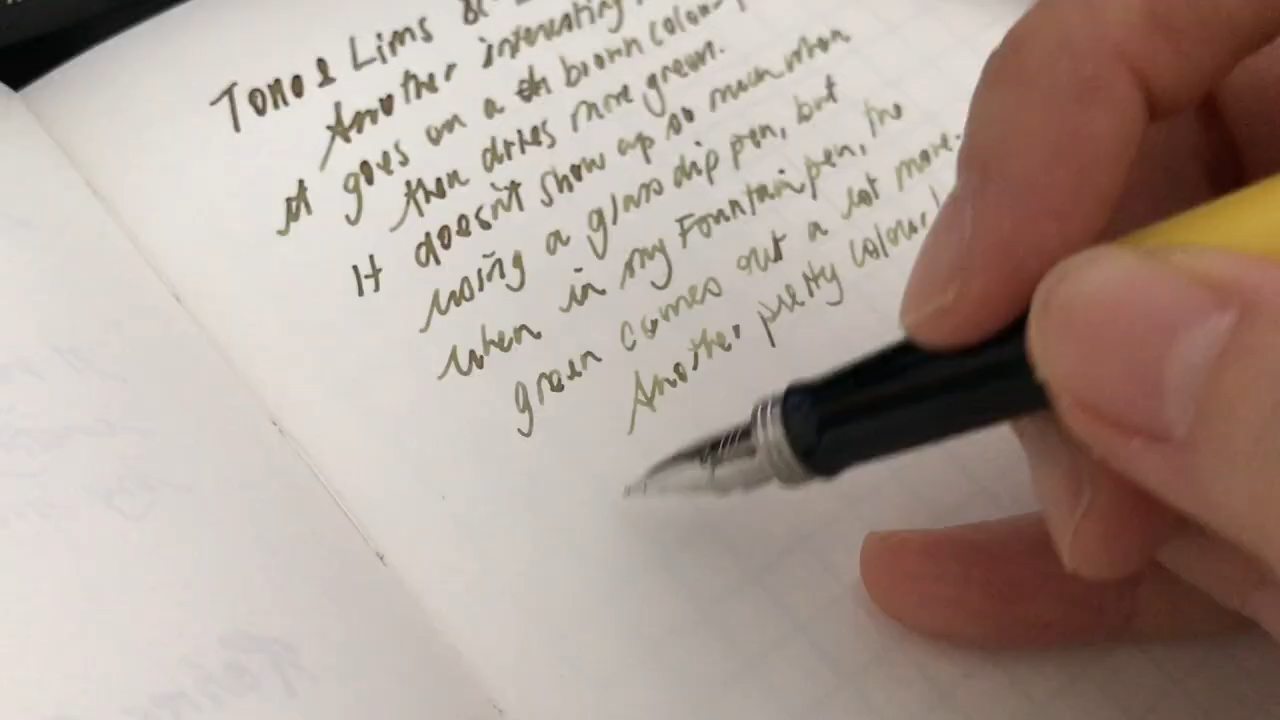 Tono & Lims
Another interesting
it goes on a brown colour
then dries more green.
It doesn't show up so much when
using a glass dip pen, but
when in my Fountain pen, the
green comes out a lot more.
Another pretty colour!